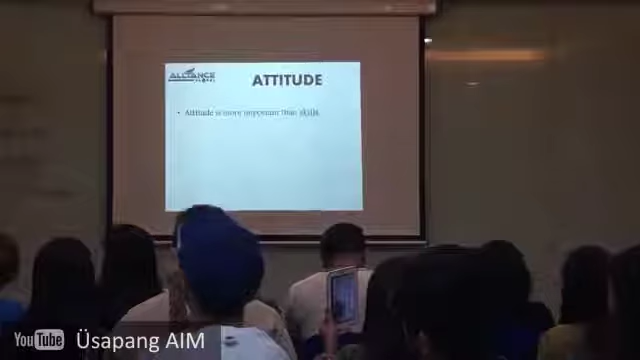 ALLIANCE
GLOBAL
ATTITUDE
• Attitude is more important than skills.
YouTube Üsapang AIM